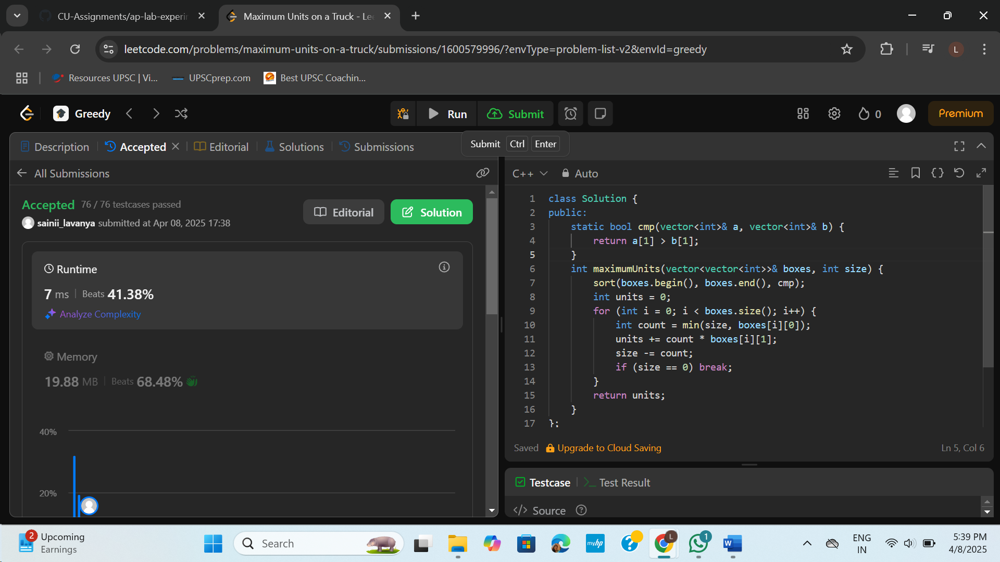 CU-Assignments/ap-lab-experir
Maximum Units on a Truck - Lee
leetcode.com/problems/maximum-units-on-a-truck/submissions/1600579996/?envType=problem-list-v2&envId=greedy
L
Resources UPSC | Vi...
UPSCprep.com
Best UPSC Coachin...
Greedy
Run
Submit
0
Premium
Description
Accepted
Editorial
Solutions
Submissions
Submit Ctrl Enter
All Submissions
C++
Auto
Accepted 76 / 76 testcases passed
sainii_lavanya submitted at Apr 08, 2025 17:38
Editorial
Solution
Runtime
7 ms Beats 41.38%
Analyze Complexity
Memory
19.88 MB Beats 68.48%
40%
20%
1 class Solution {
2 public:
3 static bool cmp(vector<int>& a, vector<int>& b) {
4 return a[1] > b[1];
5 }
6 int maximumUnits(vector<vector<int>>& boxes, int size) {
7 sort(boxes.begin(), boxes.end(), cmp);
8 int units = 0;
9 for (int i = 0; i < boxes.size(); i++) {
10 int count = min(size, boxes[i][0]);
11 units += count * boxes[i][1];
12 size -= count;
13 if (size == 0) break;
14 }
15 return units;
16 }
17 };
Saved
Upgrade to Cloud Saving
Ln 5, Col 6
Testcase
Test Result
</> Source
2
Upcoming
Earnings
Search
myhp
L
1
W
ENG
IN
5:39 PM
4/8/2025